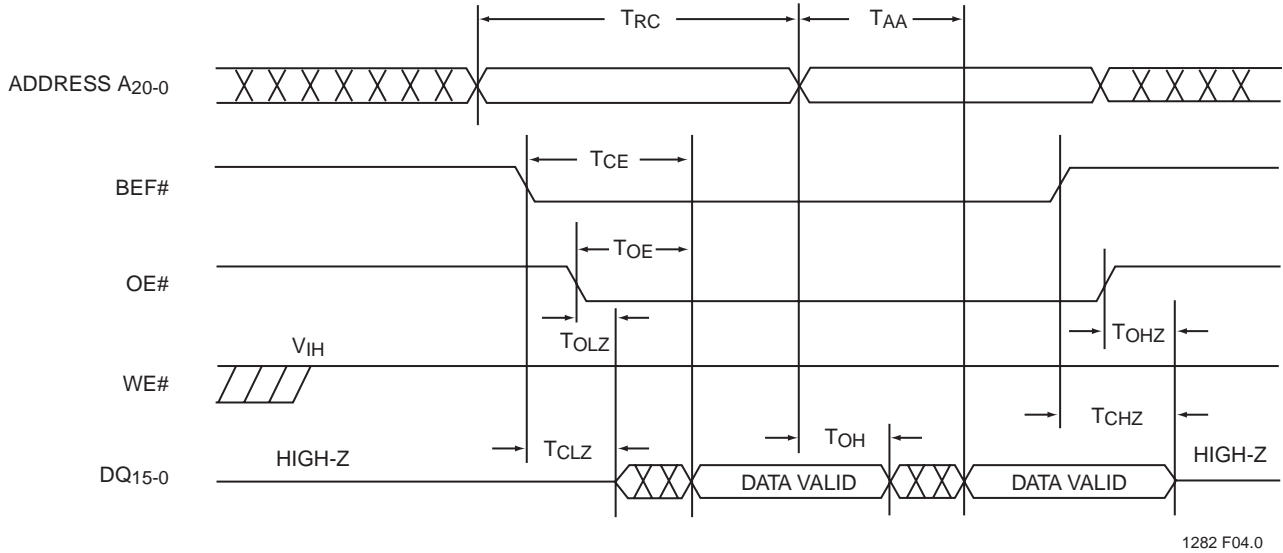 TRC TAA
ADDRESS A20-0
TCE
BEF#
TOE
OE#
TOLZ TOHZ
VIH
WE#
TCLZ TOH TCHZ
HIGH-Z HIGH-Z
DQ15-0 DATA VALID DATA VALID
1282 F04.0